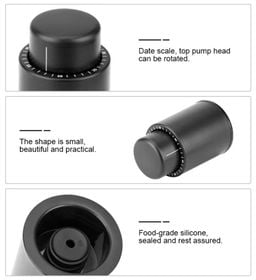 Date scale, top pump head
can be rotated.
The shape is small,
beautiful and practical.
Food-grade silicone,
sealed and rest assured.